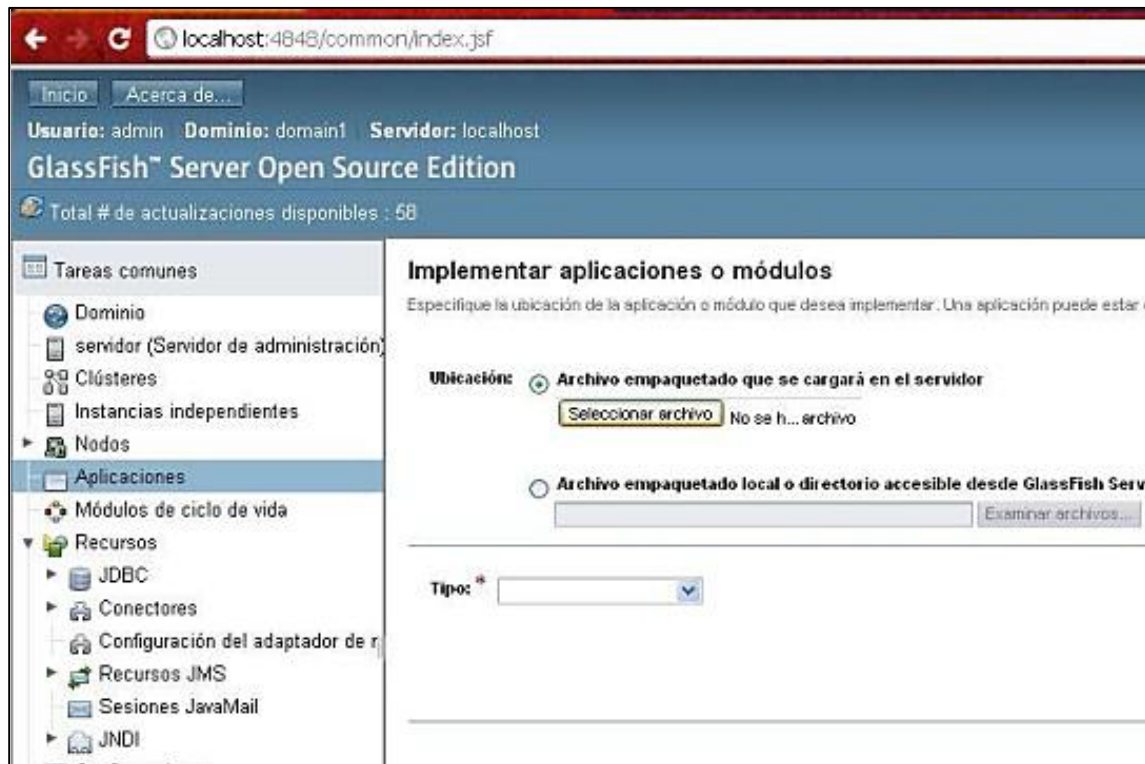 localhost:4848/common/index.jsf
Inicio Acerca de...
Usuario: admin Dominio: domain1 Servidor: localhost
GlassFish™ Server Open Source Edition
Total # de actualizaciones disponibles : 58
Tareas comunes
Dominio
servidor (Servidor de administración)
Clústeres
Instancias independientes
Nodos
Aplicaciones
Módulos de ciclo de vida
Recursos
JDBC
Conectores
Configuración del adaptador de r
Recursos JMS
Sesiones JavaMail
JNDI
Implementar aplicaciones o módulos
Especifique la ubicación de la aplicación o módulo que desea implementar. Una aplicación puede estar
Ubicación: Archivo empaquetado que se cargará en el servidor
Seleccionar archivo No se h... archivo
Archivo empaquetado local o directorio accesible desde GlassFish Serv
Examinar archivos...
Tipo: *